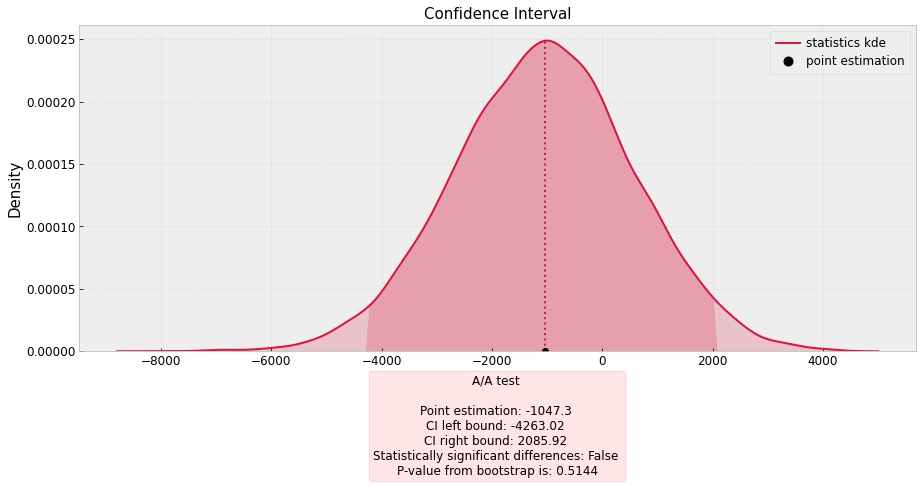 Confidence Interval
statistics kde
point estimation
Density
0.00025
0.00020
0.00015
0.00010
0.00005
0.00000
−8000 −6000 −4000 −2000 0 2000 4000
A/A test
Point estimation: -1047.3
CI left bound: -4263.02
CI right bound: 2085.92
Statistically significant differences: False
P-value from bootstrap is: 0.5144